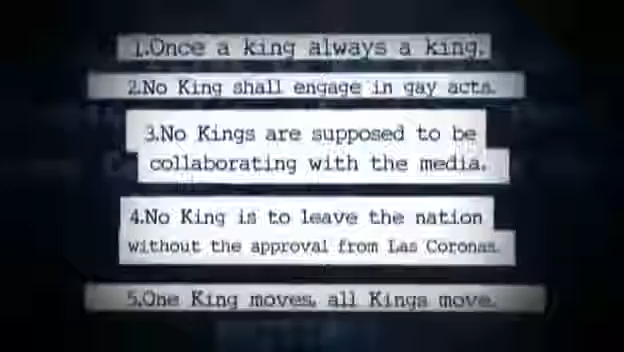 1.Once a king always a king.
2.No King shall engage in gay acts.
3.No Kings are supposed to be
collaborating with the media.
4.No King is to leave the nation
without the approval from Las Coronas.
5.One King moves, all Kings move.